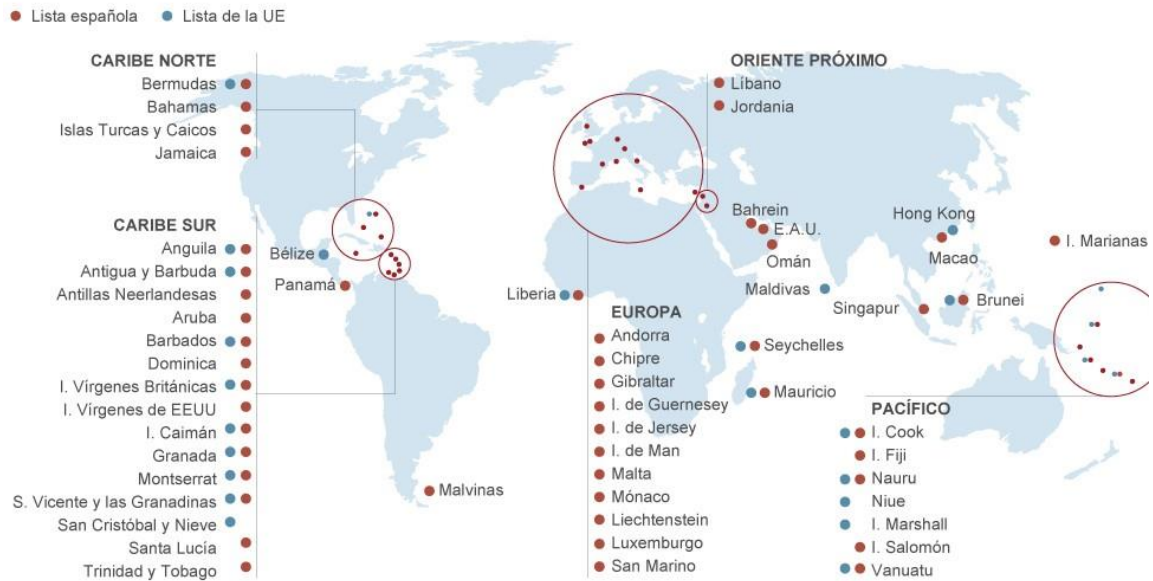 Lista española
Lista de la UE
CARIBE NORTE
Bermudas
Bahamas
Islas Turcas y Caicos
Jamaica
CARIBE SUR
Anguila
Antigua y Barbuda
Antillas Neerlandesas
Aruba
Barbados
Dominica
I. Vírgenes Británicas
I. Vírgenes de EEUU
I. Caimán
Granada
Montserrat
S. Vicente y las Granadinas
San Cristóbal y Nieve
Santa Lucía
Trinidad y Tobago
Bélize
Panamá
Malvinas
Liberia
ORIENTE PRÓXIMO
Líbano
Jordania
EUROPA
Andorra
Chipre
Gibraltar
I. de Guernesey
I. de Jersey
I. de Man
Malta
Mónaco
Liechtenstein
Luxemburgo
San Marino
Bahrein
E.A.U.
Omán
Maldivas
Seychelles
Mauricio
Hong Kong
Macao
Singapur
Brunei
I. Marianas
PACÍFICO
I. Cook
I. Fiji
Nauru
Niue
I. Marshall
I. Salomón
Vanuatu